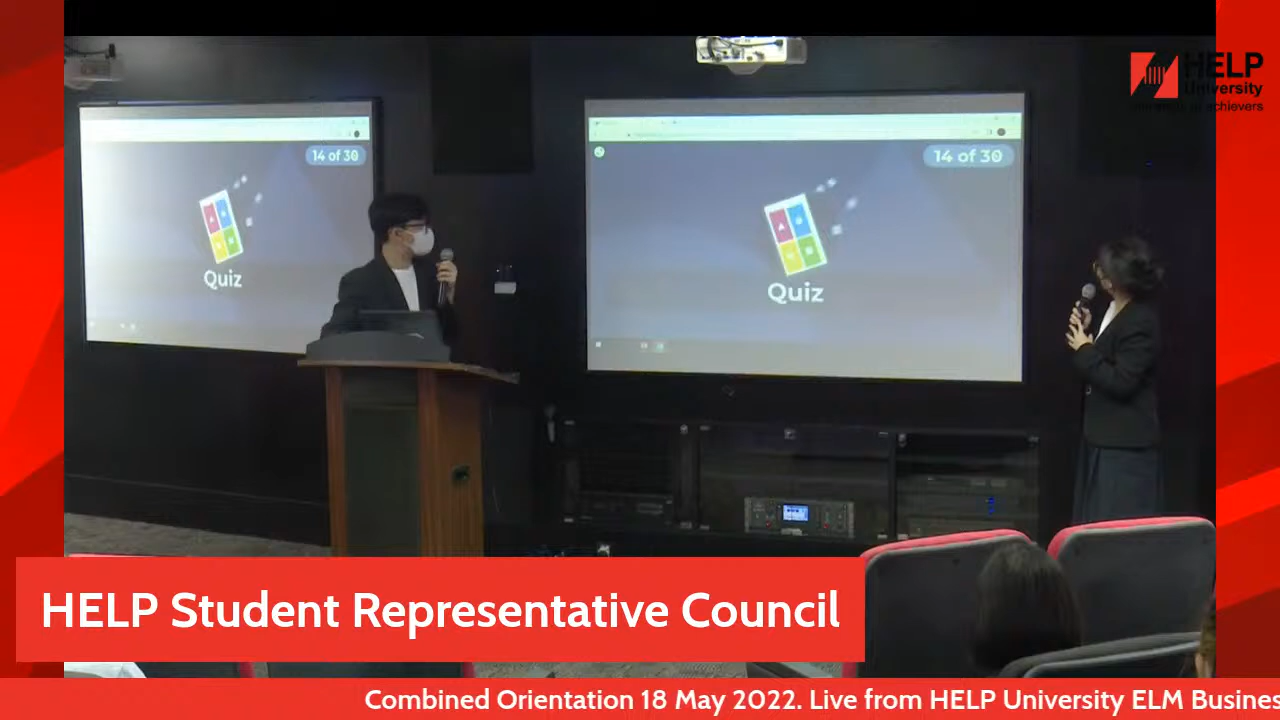 HELP
University
14 of 30
Quiz
14 of 30
Quiz
HELP Student Representative Council
Combined Orientation 18 May 2022. Live from HELP University ELM Busines